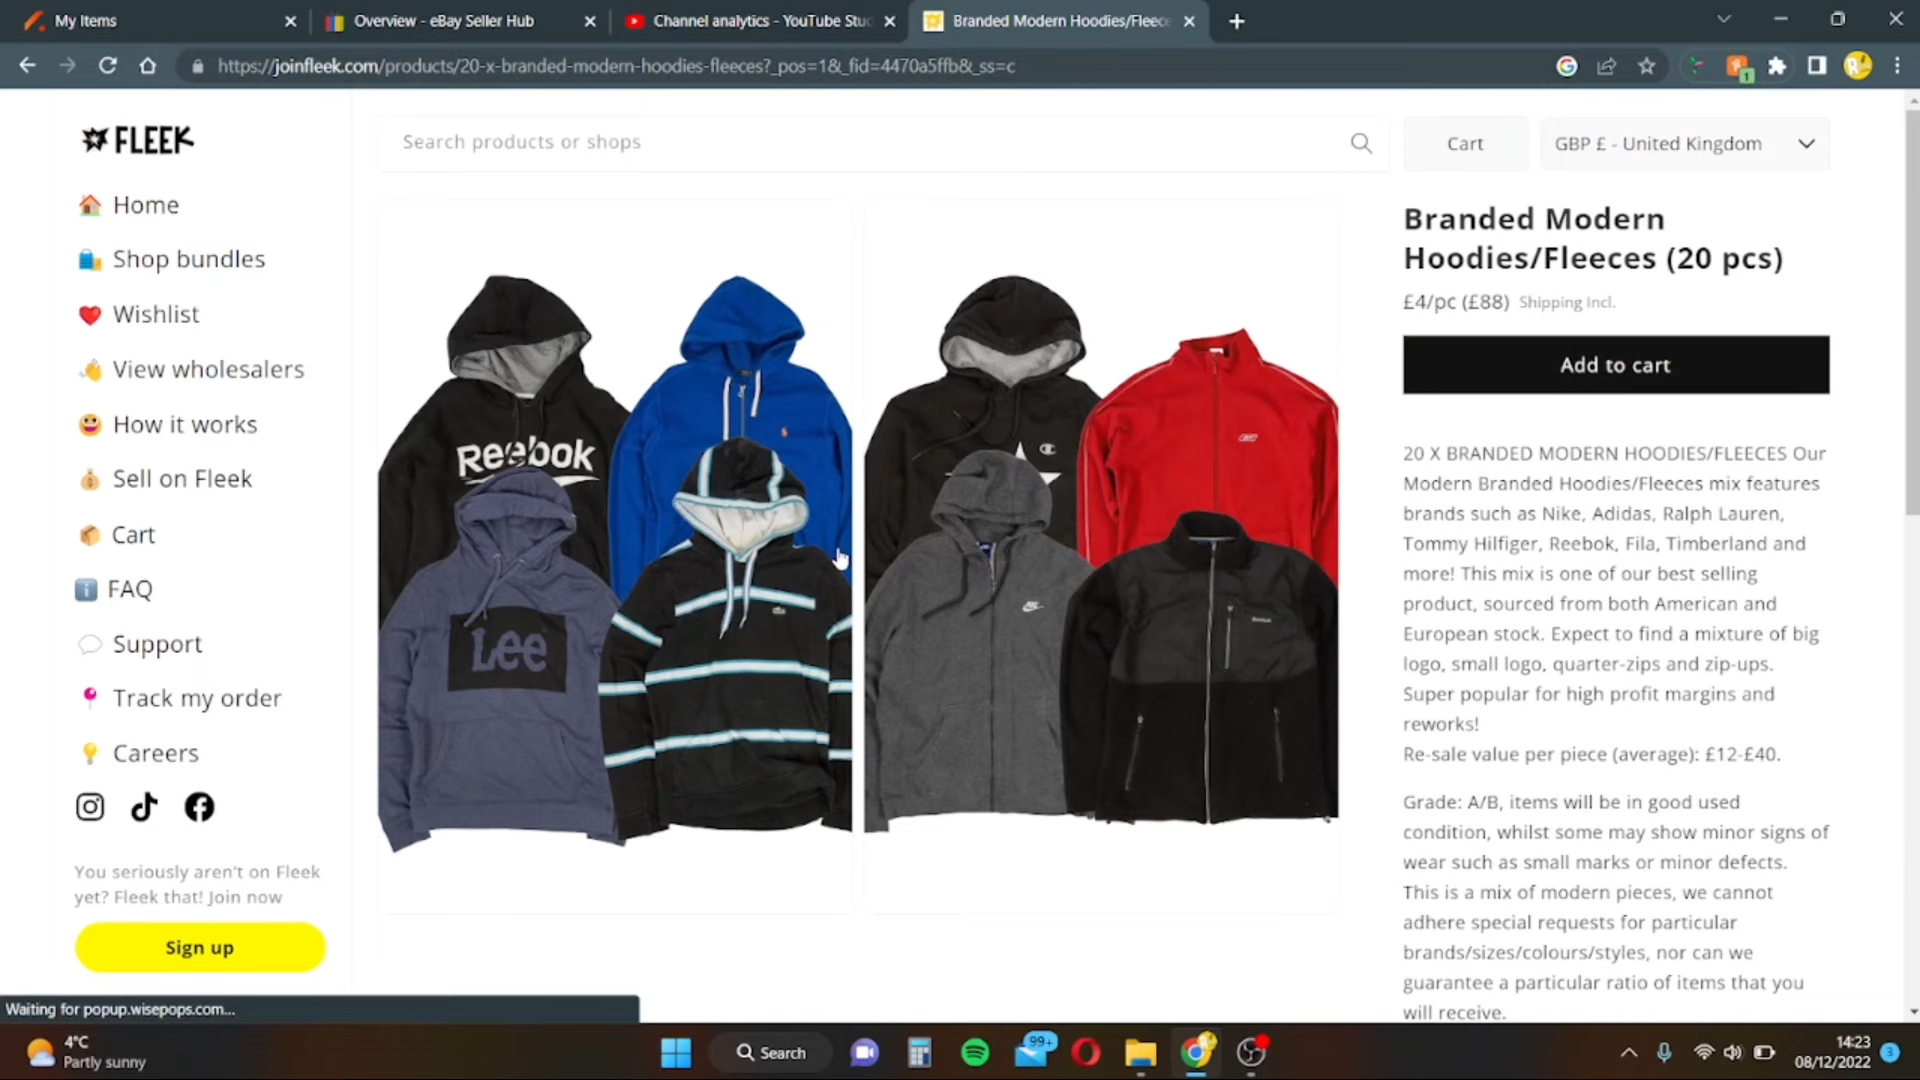 My Items
Overview - eBay Seller Hub
Channel analytics - YouTube Stu
Branded Modern Hoodies/Fleece
https://joinfleek.com/products/20-x-branded-modern-hoodies-fleeces?_pos=1&_fid=4470a5ffb&_ss=c
1
FLEEK
Search products or shops
Cart
GBP £ - United Kingdom
Home
Shop bundles
Wishlist
View wholesalers
How it works
Sell on Fleek
Cart
FAQ
Support
Track my order
Careers
You seriously aren't on Fleek
yet? Fleek that! Join now
Sign up
Reebok
Lee
Branded Modern
Hoodies/Fleeces (20 pcs)
£4/pc (£88) Shipping Incl.
Add to cart
20 X BRANDED MODERN HOODIES/FLEECES Our
Modern Branded Hoodies/Fleeces mix features
brands such as Nike, Adidas, Ralph Lauren,
Tommy Hilfiger, Reebok, Fila, Timberland and
more! This mix is one of our best selling
product, sourced from both American and
European stock. Expect to find a mixture of big
logo, small logo, quarter-zips and zip-ups.
Super popular for high profit margins and
reworks!
Re-sale value per piece (average): £12-£40.
Grade: A/B, items will be in good used
condition, whilst some may show minor signs of
wear such as small marks or minor defects.
This is a mix of modern pieces, we cannot
adhere special requests for particular
brands/sizes/colours/styles, nor can we
guarantee a particular ratio of items that you
will receive.
Waiting for popup.wisepops.com...
4°C
Partly sunny
Search
99+
14:23
08/12/2022
3